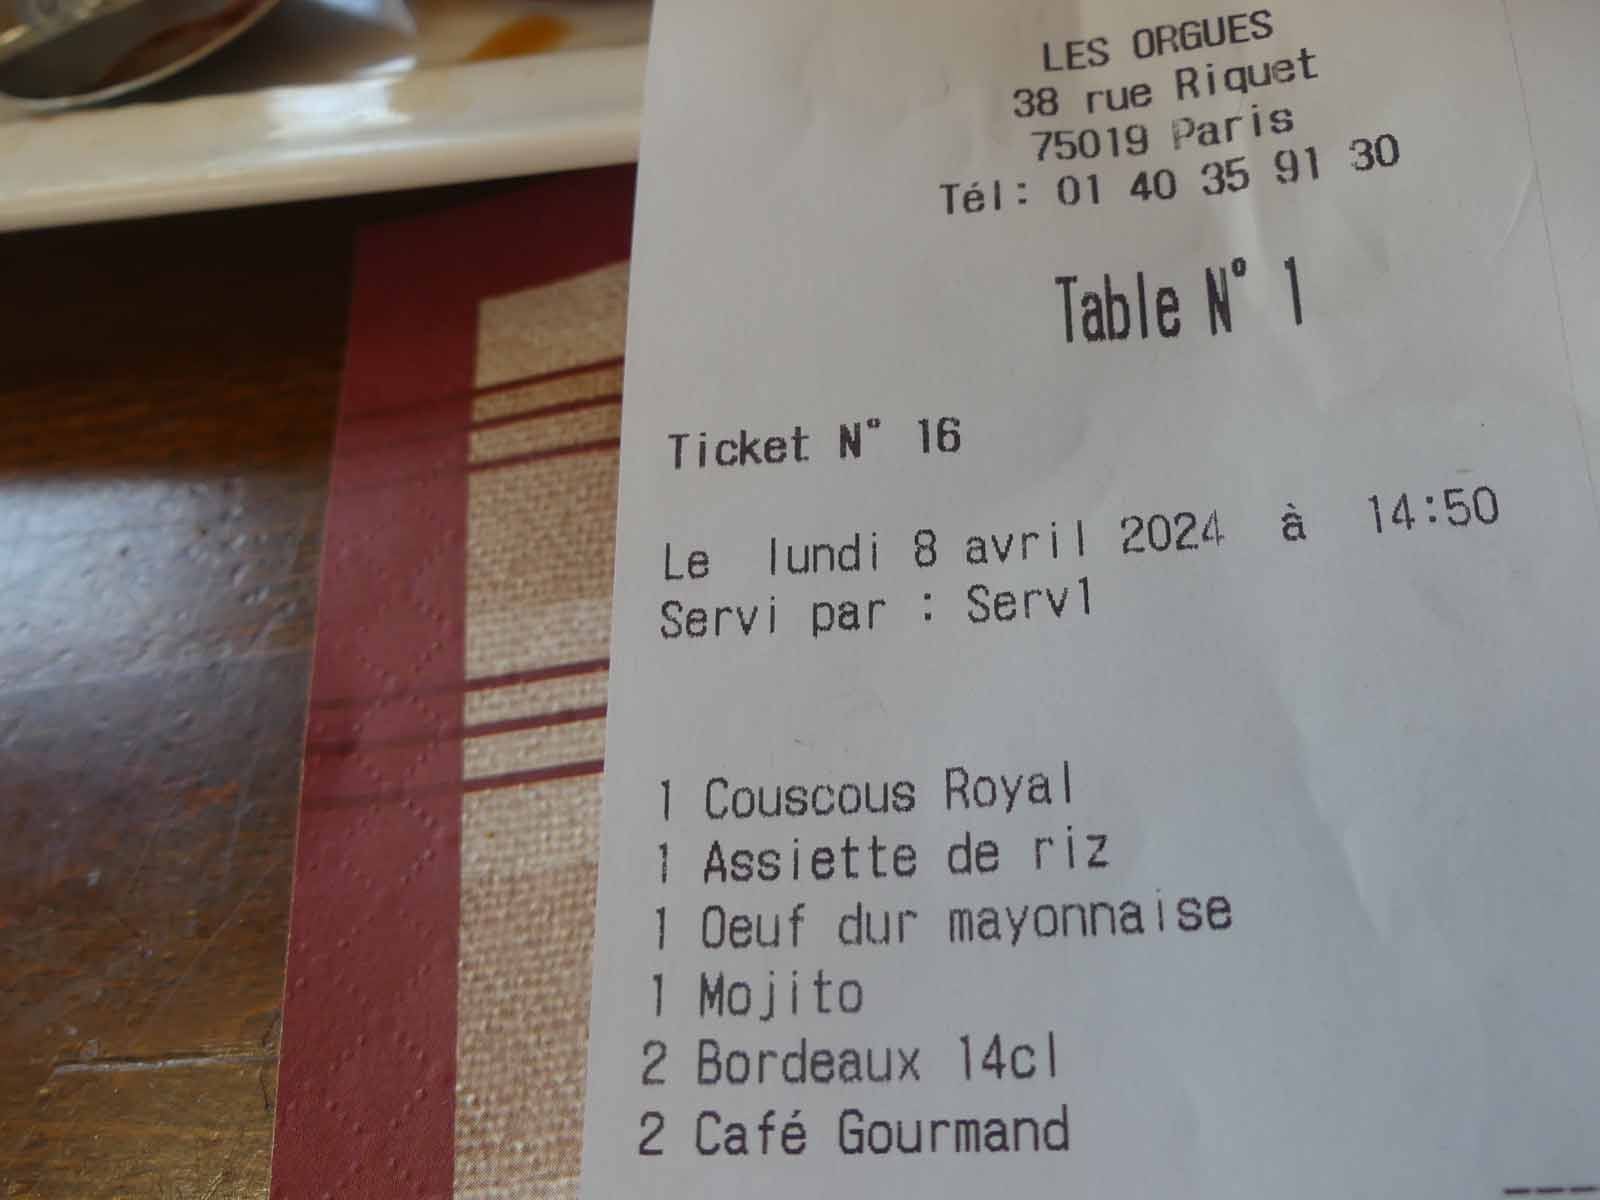 LES ORGUES
38 rue Riquet
75019 Paris
Tél: 01 40 35 91 30
Table N° 1
Ticket N° 16
Le lundi 8 avril 2024 à 14:50
Servi par : Serv1
1 Couscous Royal
1 Assiette de riz
1 Oeuf dur mayonnaise
1 Mojito
2 Bordeaux 14cl
2 Café Gourmand